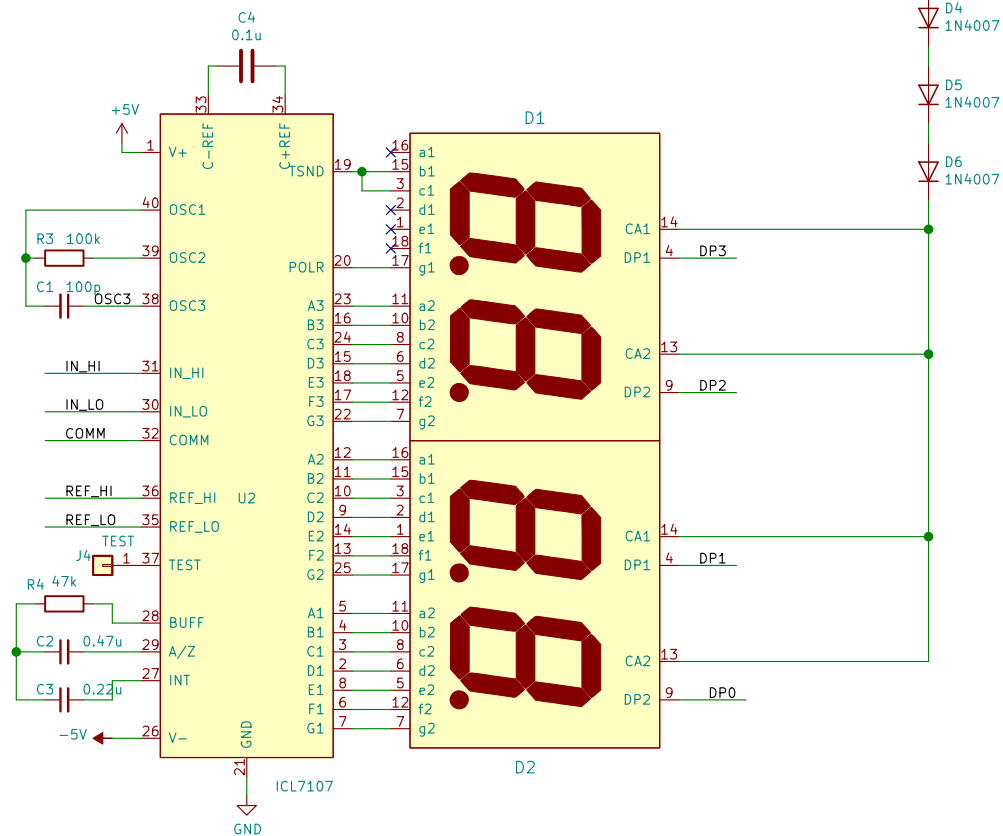 C4
0.1u
33
34
C-REF
C+REF
+5V
1
V+
40
OSC1
R3 100k
39
OSC2
C1 100p
OSC3
38
OSC3
IN_HI
31
IN_HI
IN_LO
30
IN_LO
COMM
32
COMM
REF_HI
36
REF_HI
U2
REF_LO
35
REF_LO
TEST
J4
1
37
TEST
R4 47k
28
BUFF
C2 0.47u
29
A/Z
27
INT
C3 0.22u
-5V
26
V-
GND
21
ICL7107
GND
TSND
19
POLR
20
A3
23
B3
16
C3
24
D3
15
E3
18
F3
17
G3
22
A2
12
B2
11
C2
10
D2
9
E2
14
F2
13
G2
25
A1
5
B1
4
C1
3
D1
2
E1
8
F1
6
G1
7
D1
16
a1
15
b1
3
c1
2
d1
1
e1
18
f1
17
g1
11
a2
10
b2
8
c2
6
d2
5
e2
12
f2
7
g2
CA1
14
DP1
4
DP3
CA2
13
DP2
9
DP2
16
a1
15
b1
3
c1
2
d1
1
e1
18
f1
17
g1
11
a2
10
b2
8
c2
6
d2
5
e2
12
f2
7
g2
CA1
14
DP1
4
DP1
CA2
13
DP2
9
DP0
D2
D4
1N4007
D5
1N4007
D6
1N4007